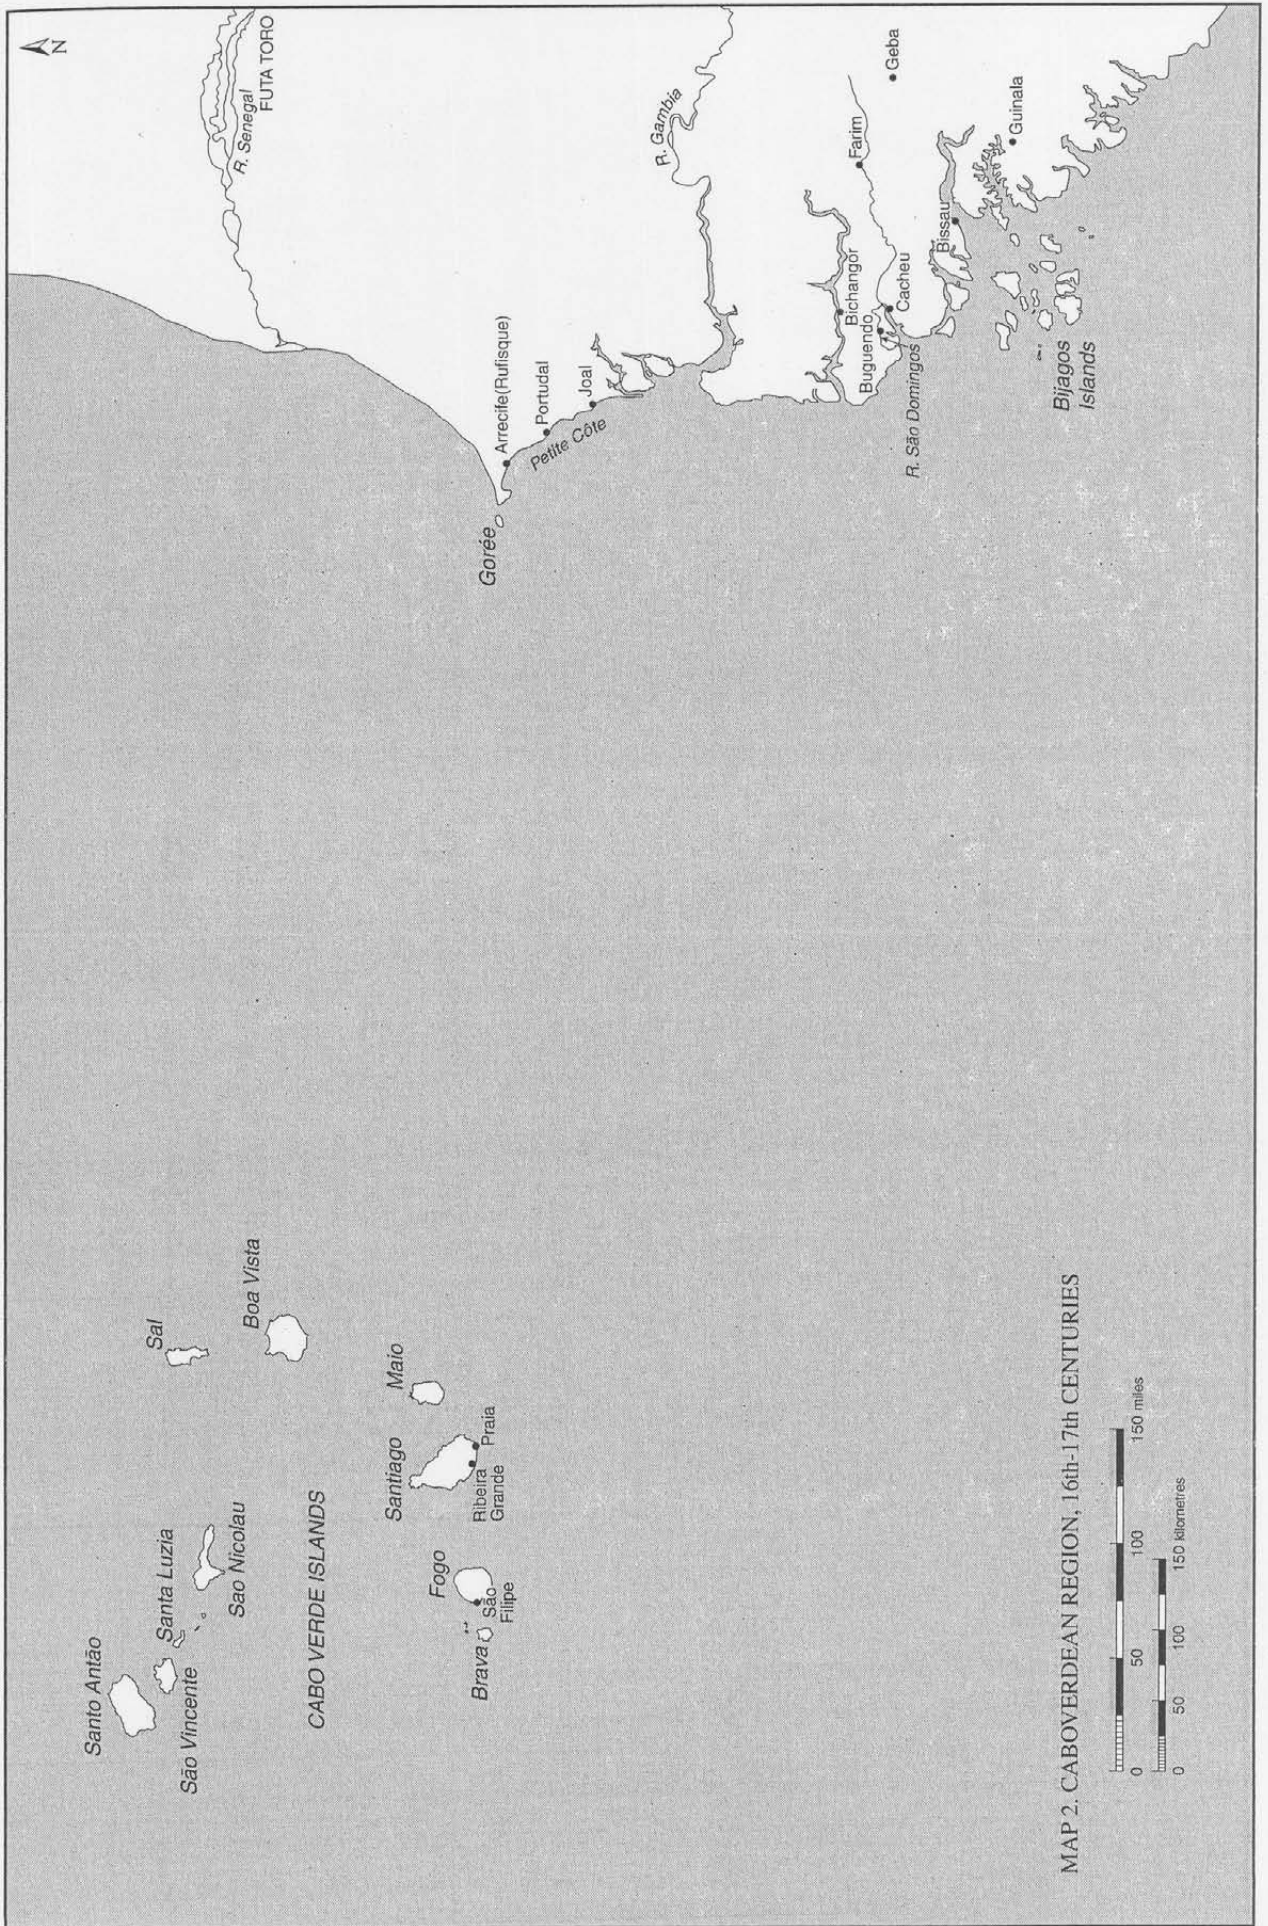 N
Santo Antão
São Vincente
Santa Luzia
Sao Nicolau
Sal
Boa Vista
CABO VERDE ISLANDS
Maio
Santiago
Praia
Ribeira
Grande
Fogo
São
Filipe
Brava
R. Senegal
FUTA TORO
Gorée
Arrecife(Rufisque)
Portudal
Joal
Petite Côte
R. Gambia
Bichangor
Farim
Geba
Buguendo
Cacheu
R. São Domingos
Bissau
Guinala
Bijagos
Islands
MAP 2. CABOVERDEAN REGION, 16th-17th CENTURIES
0 50 100 150 miles
0 50 100 150 kilometres